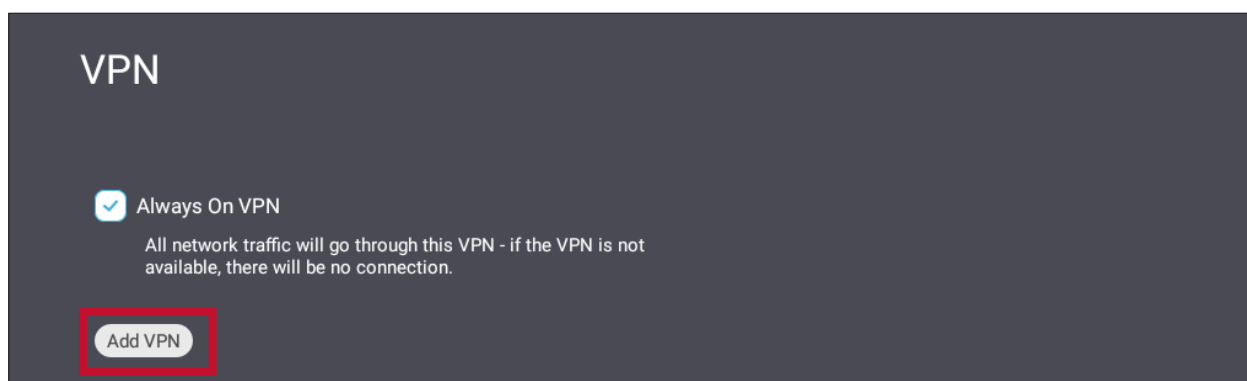 VPN
Always On VPN
All network traffic will go through this VPN - if the VPN is not
available, there will be no connection.
Add VPN